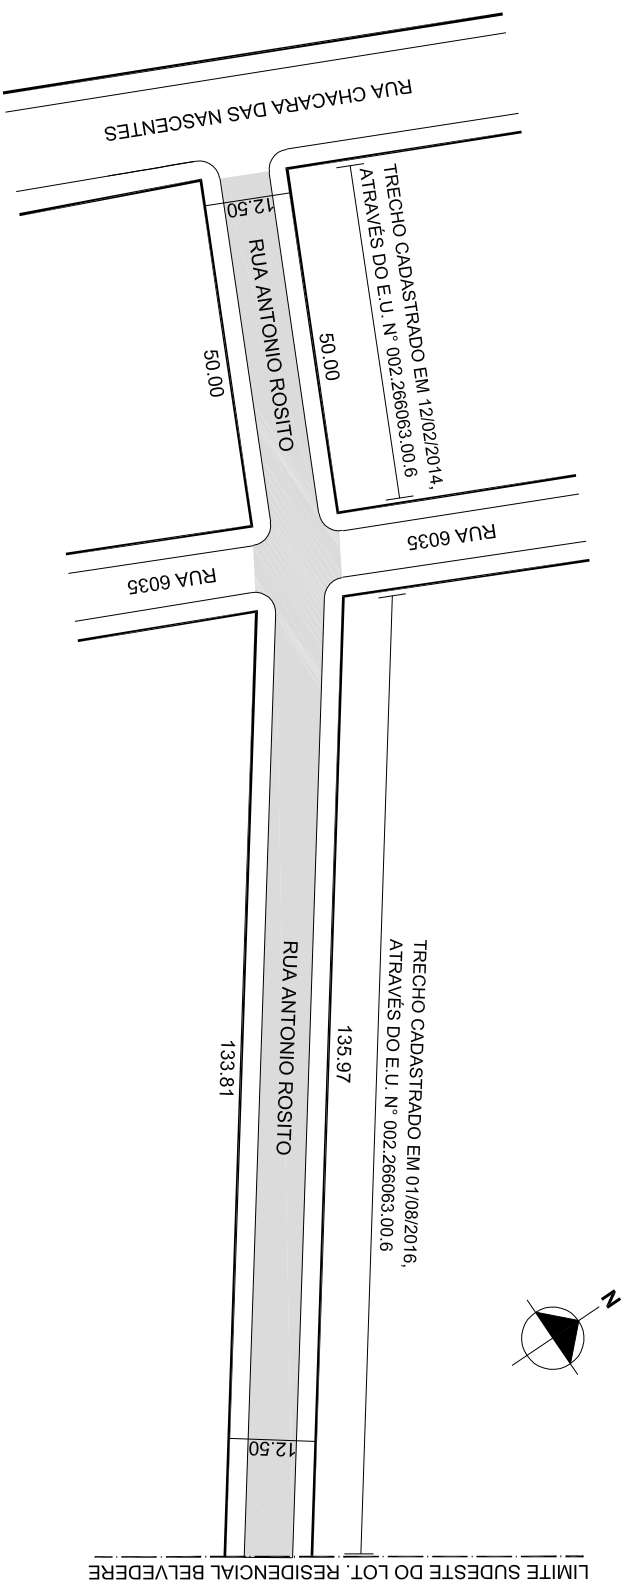 RUA CHACARA DAS NASCENTES
12.50
RUA ANTONIO ROSITO
50.00
50.00
TRECHO CADASTRADO EM 12/02/2014,
ATRAVÉS DO E.U. N° 002.266063.00.6
RUA 6035
RUA 6035
RUA ANTONIO ROSITO
133.81
135.97
TRECHO CADASTRADO EM 01/08/2016,
ATRAVÉS DO E.U. N° 002.266063.00.6
N
12.50
LIMITE SUDESTE DO LOT. RESIDENCIAL BELVEDERE